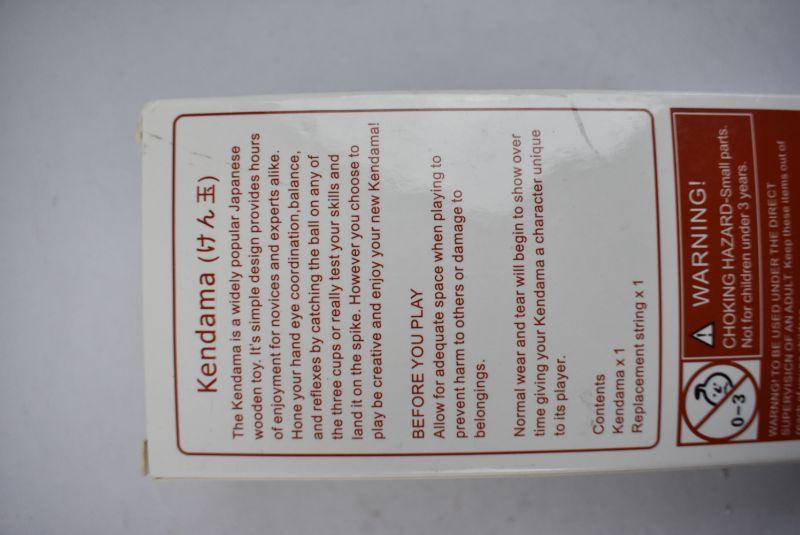 Kendama (けん玉)
The Kendama is a widely popular Japanese
wooden toy. It's simple design provides hours
of enjoyment for novices and experts alike.
Hone your hand eye coordination,balance,
and reflexes by catching the ball on any of
the three cups or really test your skills and
land it on the spike. However you choose to
play be creative and enjoy your new Kendama!
BEFORE YOU PLAY
Allow for adequate space when playing to
prevent harm to others or damage to
belongings.
Normal wear and tear will begin to show over
time giving your Kendama a character unique
to its player.
Contents
Kendama x 1
Replacement string x 1
WARNING!
CHOKING HAZARD-Small parts.
Not for children under 3 years.
0-3
WARNNG! TO BE USED UNDER THE DIRECT
SUPERVISICN OF AN ADULT. Keep these items out of